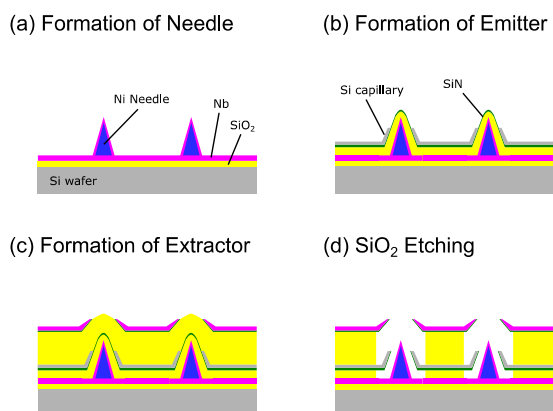 (a) Formation of Needle
(b) Formation of Emitter
Ni Needle
Nb
SiO₂
Si wafer
Si capillary
SiN
(c) Formation of Extractor
(d) SiO₂ Etching